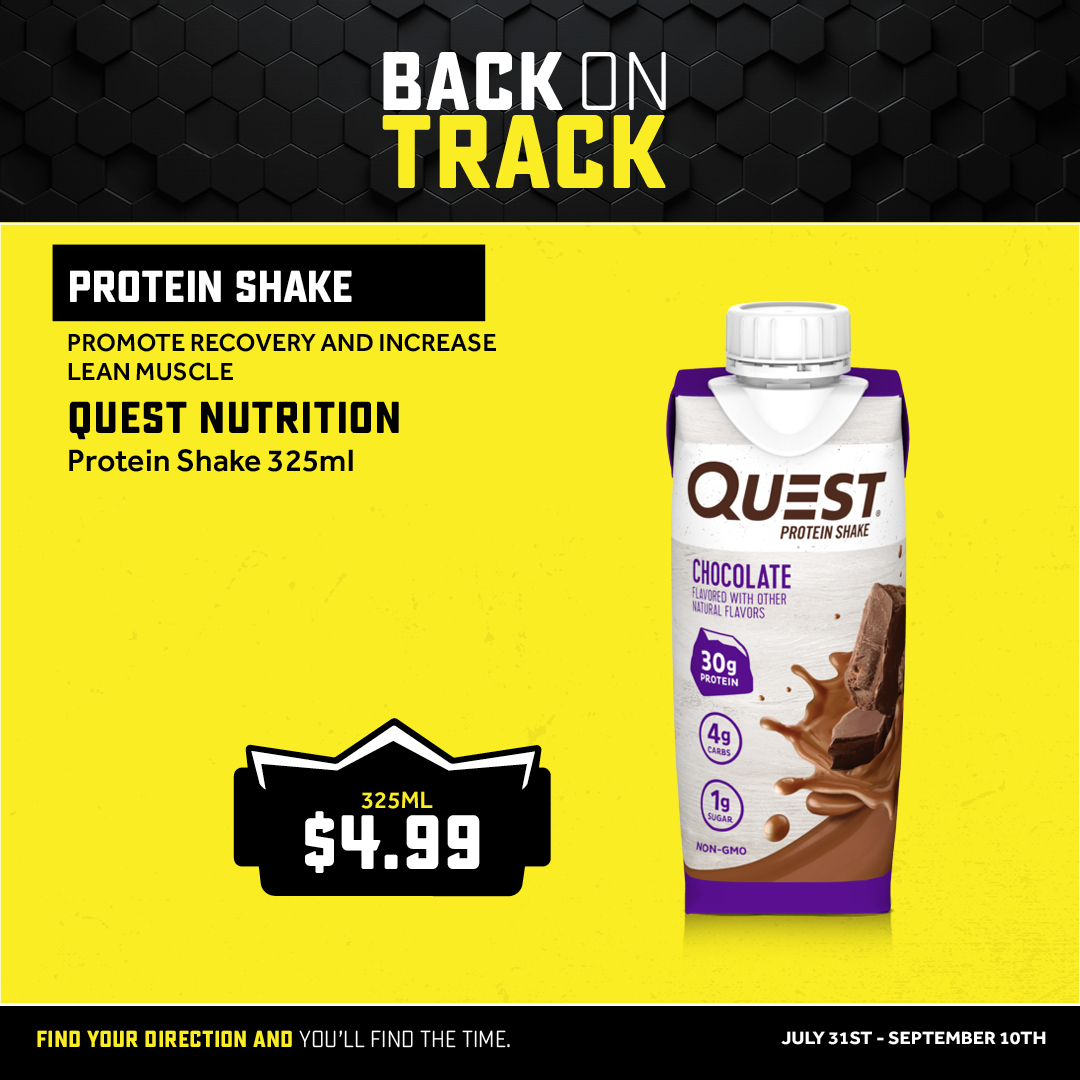 BACK ON
TRACK
PROTEIN SHAKE
PROMOTE RECOVERY AND INCREASE
LEAN MUSCLE
QUEST NUTRITION
Protein Shake 325ml
325ML
$4.99
QUEST®
PROTEIN SHAKE
CHOCOLATE
FLAVORED WITH OTHER
NATURAL FLAVORS
30g
PROTEIN
4g
CARBS
1g
SUGAR
NON-GMO
FIND YOUR DIRECTION AND YOU'LL FIND THE TIME.
JULY 31ST - SEPTEMBER 10TH